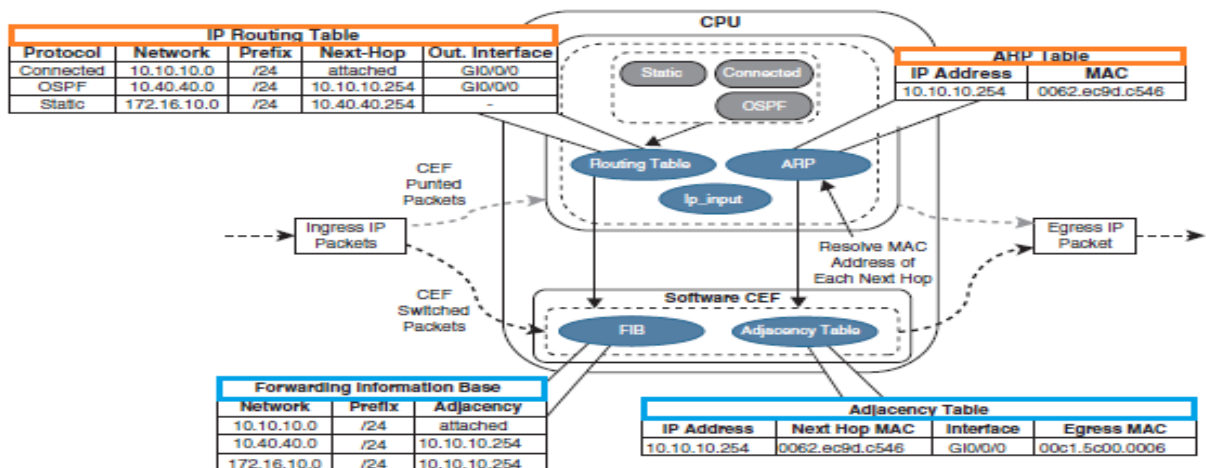 CPU
IP Routing Table
Protocol Network Prefix Next-Hop Out. Interface
Connected 10.10.10.0 /24 attached GI0/0/0
OSPF 10.40.40.0 /24 10.10.10.254 GI0/0/0
Static 172.16.10.0 /24 10.40.40.254 -
ARP Table
IP Address MAC
10.10.10.254 0062.ec9d.c546
Static
Connected
OSPF
Routing Table
ARP
Ip_input
CEF
Punted
Packets
Ingress IP
Packets
Egress IP
Packet
Resolve MAC
Address of
Each Next Hop
CEF
Switched
Packets
Software CEF
FIB
Adjacency Table
Forwarding Information Base
Network Prefix Adjacency
10.10.10.0 /24 attached
10.40.40.0 /24 10.10.10.254
172.16.10.0 /24 10.10.10.254
Adjacency Table
IP Address Next Hop MAC Interface Egress MAC
10.10.10.254 0062.ec9d.c546 GI0/0/0 00c1.5c00.0006